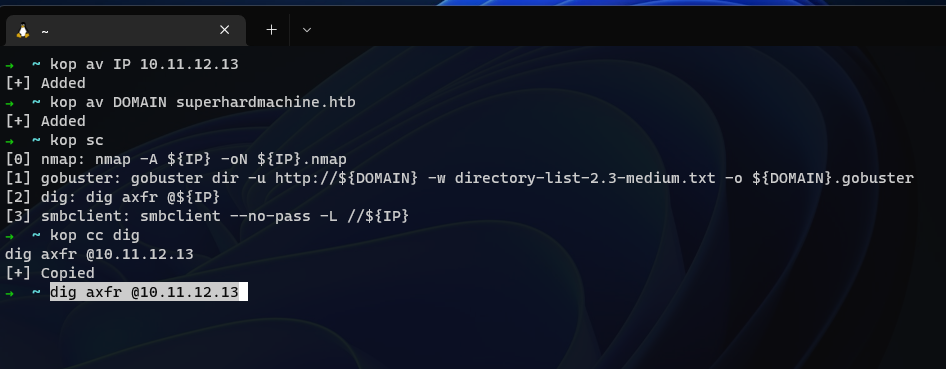 ~
→ ~ kop av IP 10.11.12.13
[+] Added
→ ~ kop av DOMAIN superhardmachine.htb
[+] Added
→ ~ kop sc
[0] nmap: nmap -A ${IP} -oN ${IP}.nmap
[1] gobuster: gobuster dir -u http://${DOMAIN} -w directory-list-2.3-medium.txt -o ${DOMAIN}.gobuster
[2] dig: dig axfr @${IP}
[3] smbclient: smbclient --no-pass -L //${IP}
→ ~ kop cc dig
dig axfr @10.11.12.13
[+] Copied
→ ~ dig axfr @10.11.12.13